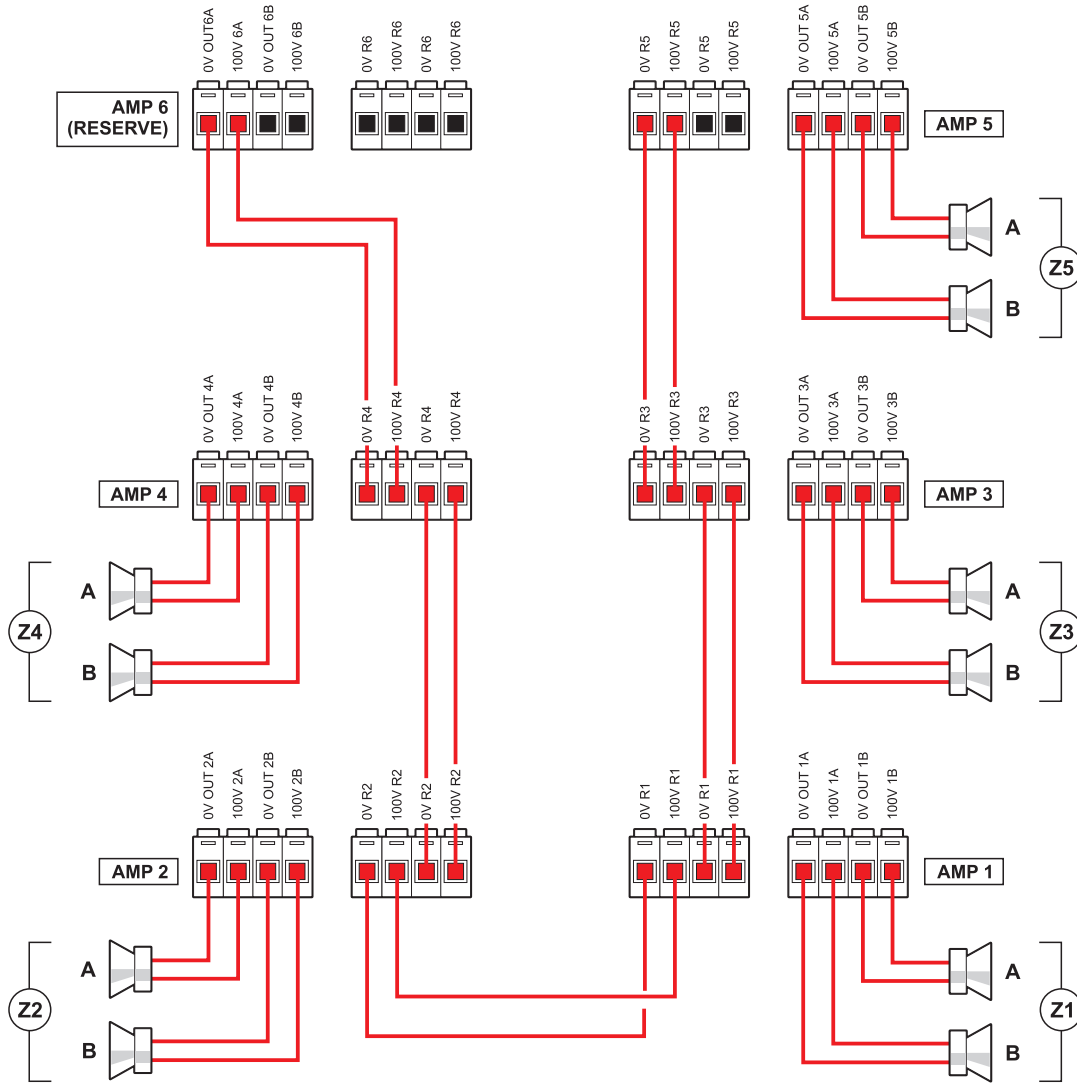 0V OUT6A
100V 6A
0V OUT 6B
100V 6B
0V R6
100V R6
0V R6
100V R6
0V R5
100V R5
0V R5
100V R5
0V OUT 5A
100V 5A
0V OUT 5B
100V 5B
AMP 6
(RESERVE)
AMP 5
A
B
Z5
0V OUT 4A
100V 4A
0V OUT 4B
100V 4B
0V R4
100V R4
0V R4
100V R4
0V R3
100V R3
0V R3
100V R3
0V OUT 3A
100V 3A
0V OUT 3B
100V 3B
AMP 4
AMP 3
A
B
Z4
A
B
Z3
0V OUT 2A
100V 2A
0V OUT 2B
100V 2B
0V R2
100V R2
0V R2
100V R2
0V R1
100V R1
0V R1
100V R1
0V OUT 1A
100V 1A
0V OUT 1B
100V 1B
AMP 2
AMP 1
A
B
Z2
A
B
Z1